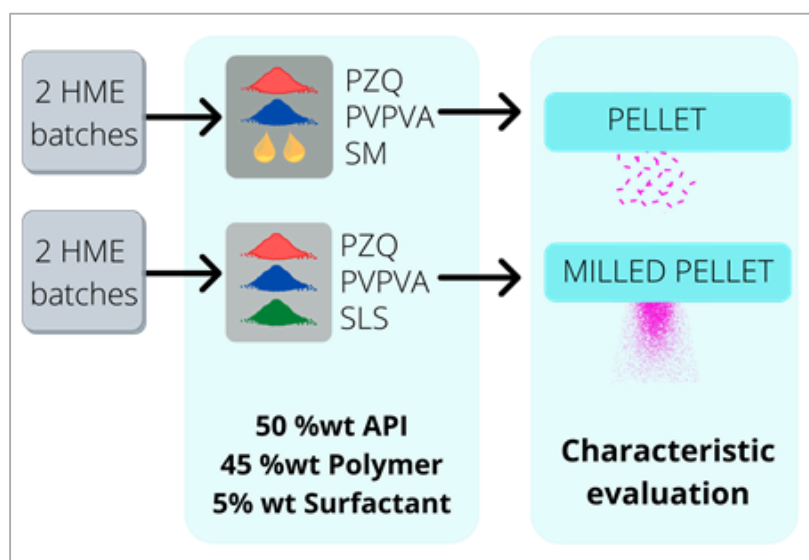 2 HME
batches
PZQ
PVPVA
SM
PELLET
2 HME
batches
PZQ
PVPVA
SLS
MILLED PELLET
50 %wt API
45 %wt Polymer
5% wt Surfactant
Characteristic
evaluation